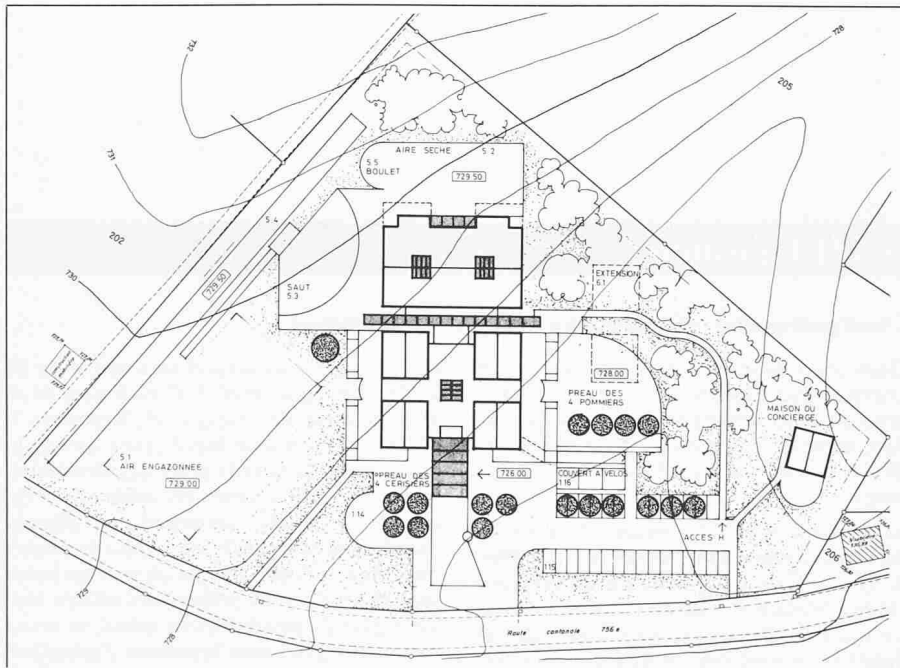 732
728
205
731
AIRE SECHE 5.2
5.5
BOULET
729.50
5.4
202
730
729.50
SAUT
5.3
EXTENSION
6.1
728.00
PREAU DES
4 POMMIERS
MAISON DU
CONCIERGE
5.1
AIR ENGAZONNEE
729.00
PREAU DES
4 CERISIERS
726.00
COUVERT A VELOS
1.16
1.14
ACCES H
206
1.15
729
728
Route cantonale 756 e